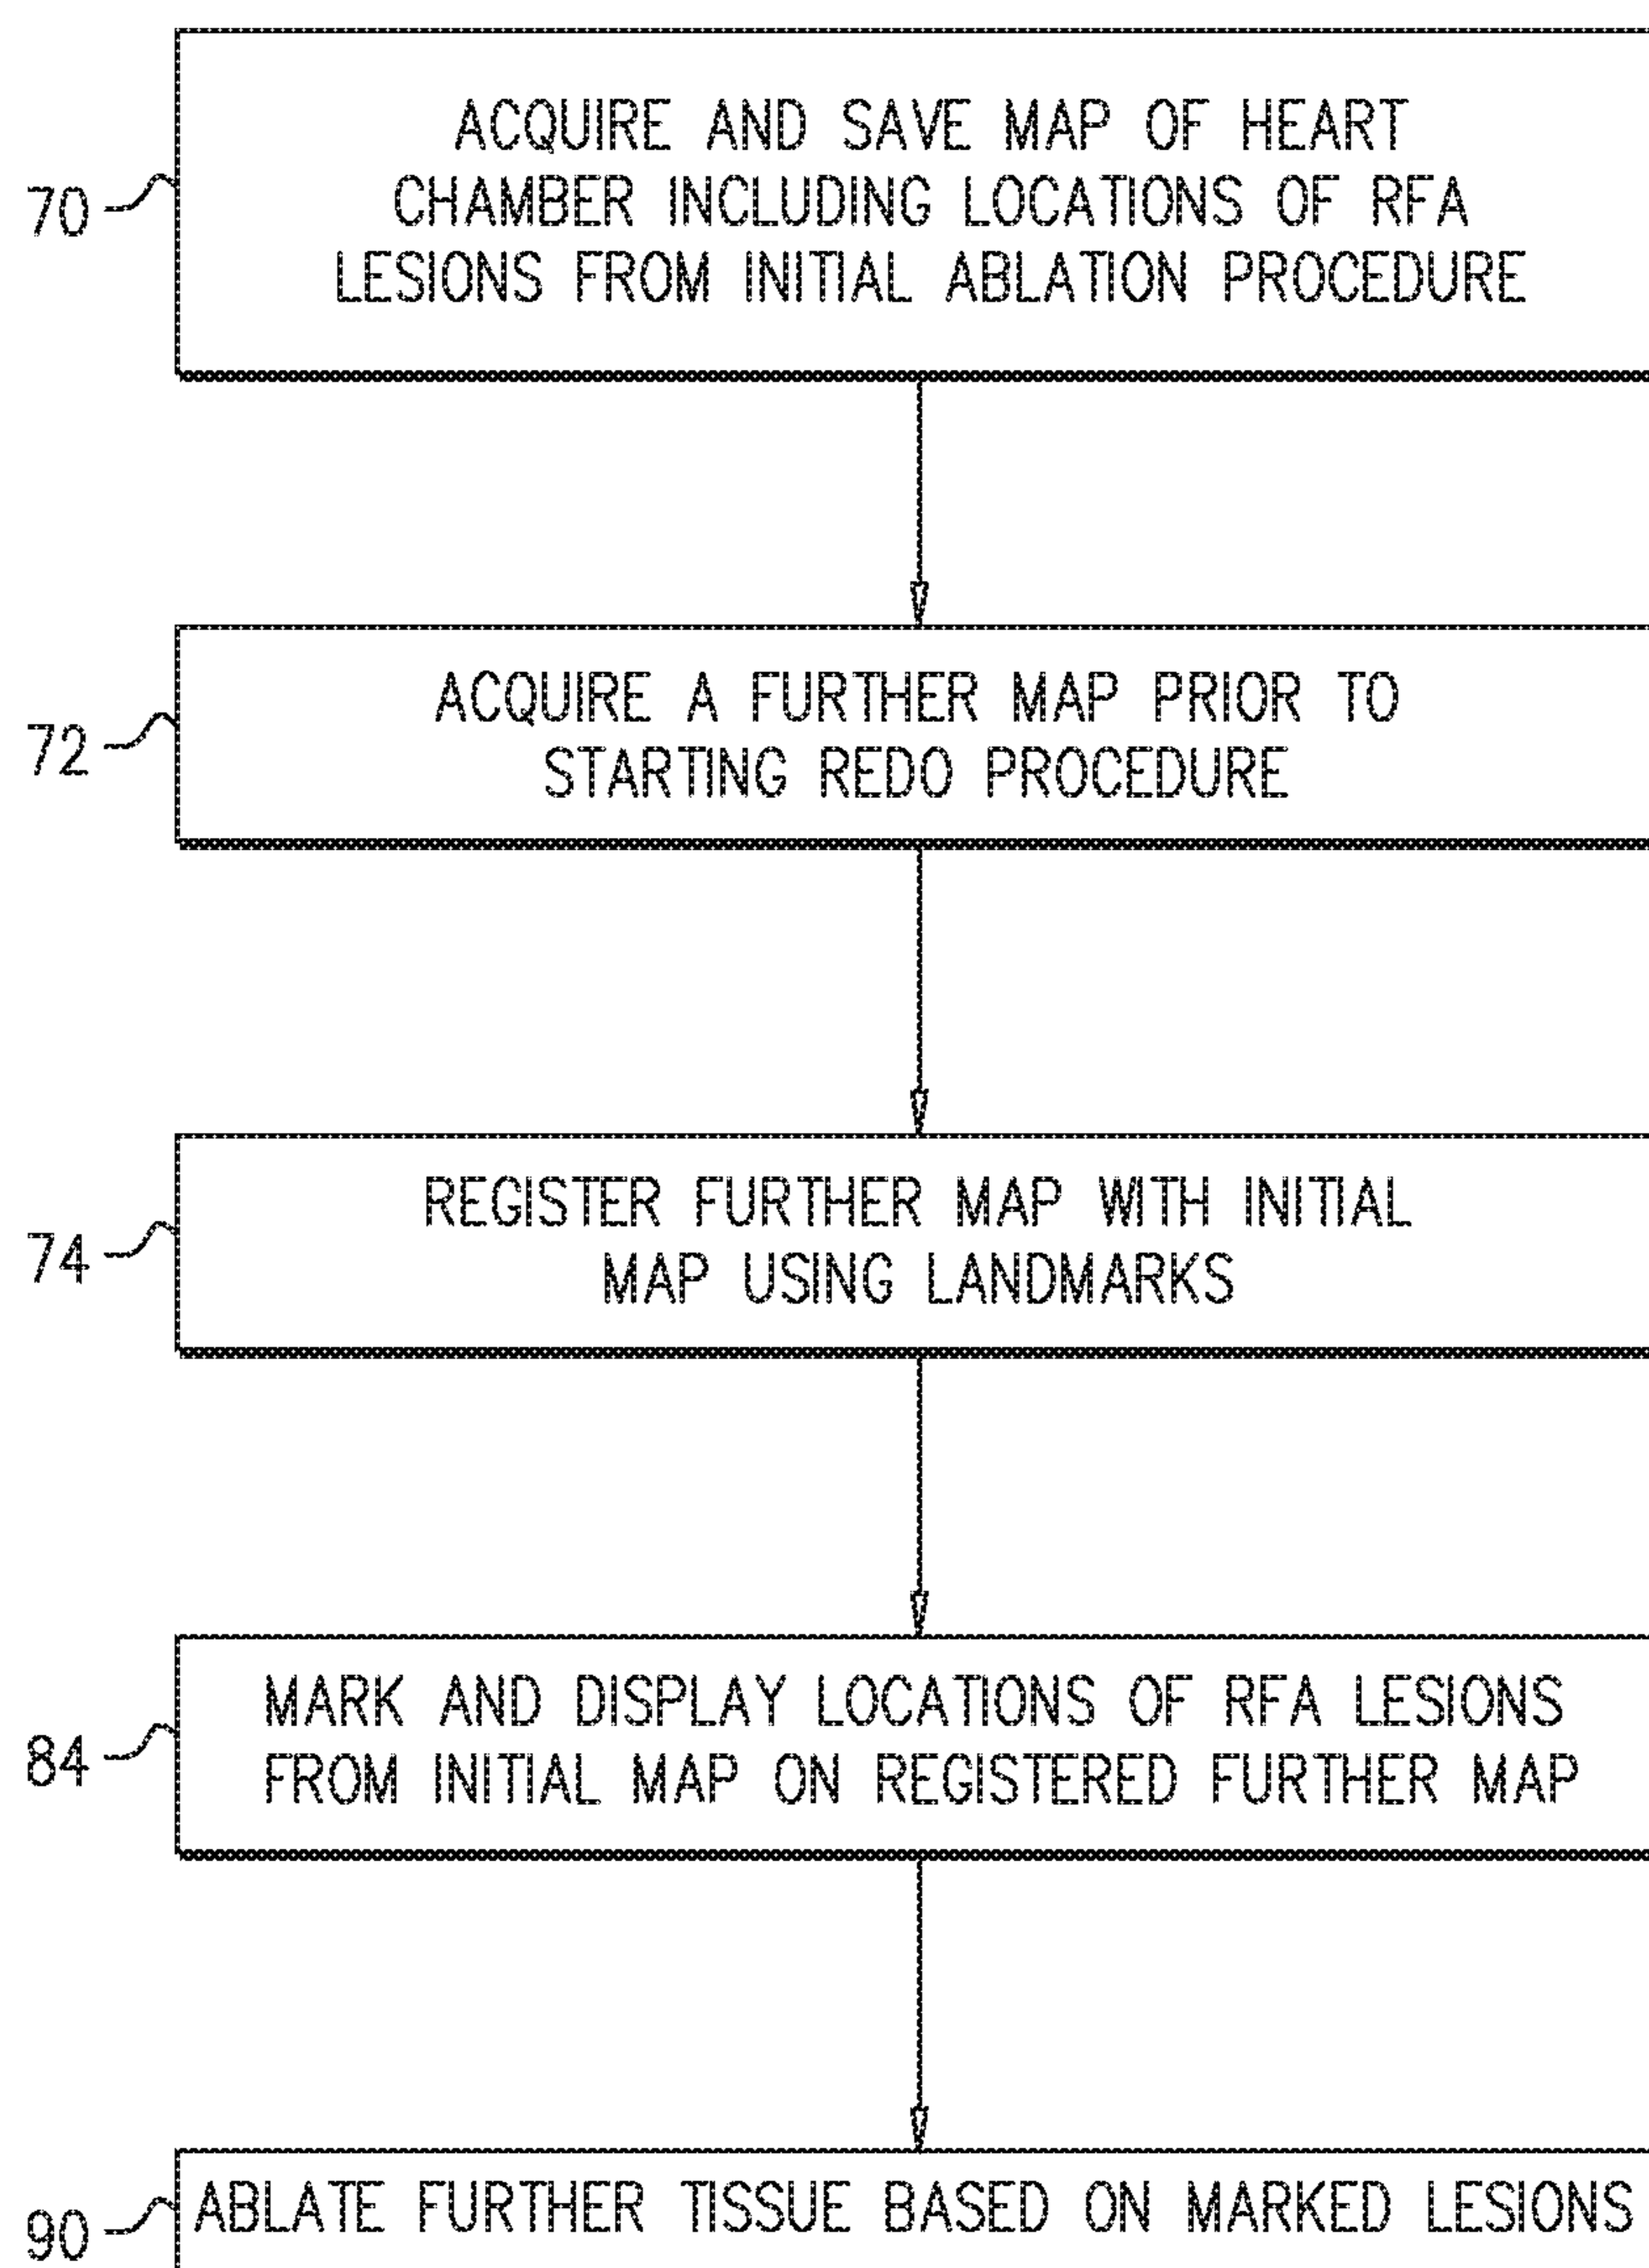 ACQUIRE AND SAVE MAP OF HEART
CHAMBER INCLUDING LOCATIONS OF RFA
LESIONS FROM INITIAL ABLATION PROCEDURE
70
ACQUIRE A FURTHER MAP PRIOR TO
STARTING REDO PROCEDURE
72
REGISTER FURTHER MAP WITH INITIAL
MAP USING LANDMARKS
74
MARK AND DISPLAY LOCATIONS OF RFA LESIONS
FROM INITIAL MAP ON REGISTERED FURTHER MAP
84
ABLATE FURTHER TISSUE BASED ON MARKED LESIONS
90